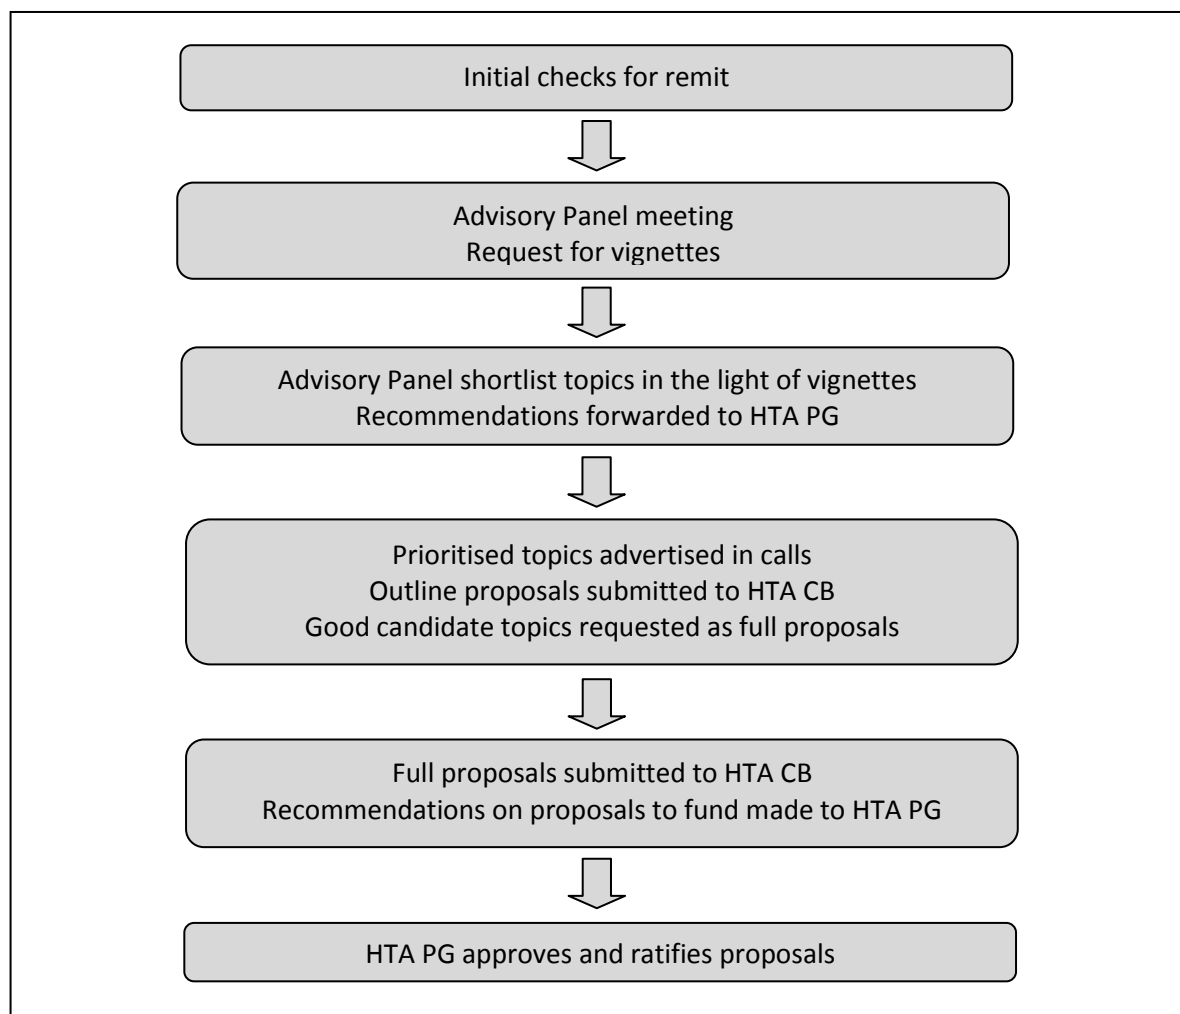 Initial checks for remit
Advisory Panel meeting
Request for vignettes
Advisory Panel shortlist topics in the light of vignettes
Recommendations forwarded to HTA PG
Prioritised topics advertised in calls
Outline proposals submitted to HTA CB
Good candidate topics requested as full proposals
Full proposals submitted to HTA CB
Recommendations on proposals to fund made to HTA PG
HTA PG approves and ratifies proposals